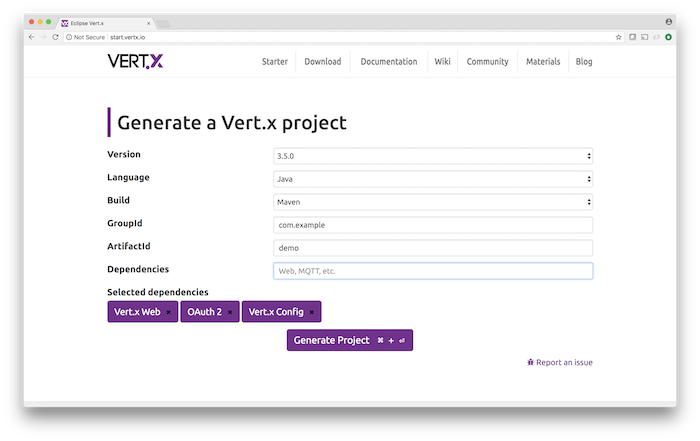 Eclipse Vert.x
Not Secure | start.vertx.io
VERT.X
Starter Download Documentation Wiki Community Materials Blog
Generate a Vert.x project
Version 3.5.0
Language Java
Build Maven
GroupId com.example
ArtifactId demo
Dependencies Web, MQTT, etc.
Selected dependencies
Vert.x Web × OAuth 2 × Vert.x Config ×
Generate Project ⌘ + ⏎
Report an issue